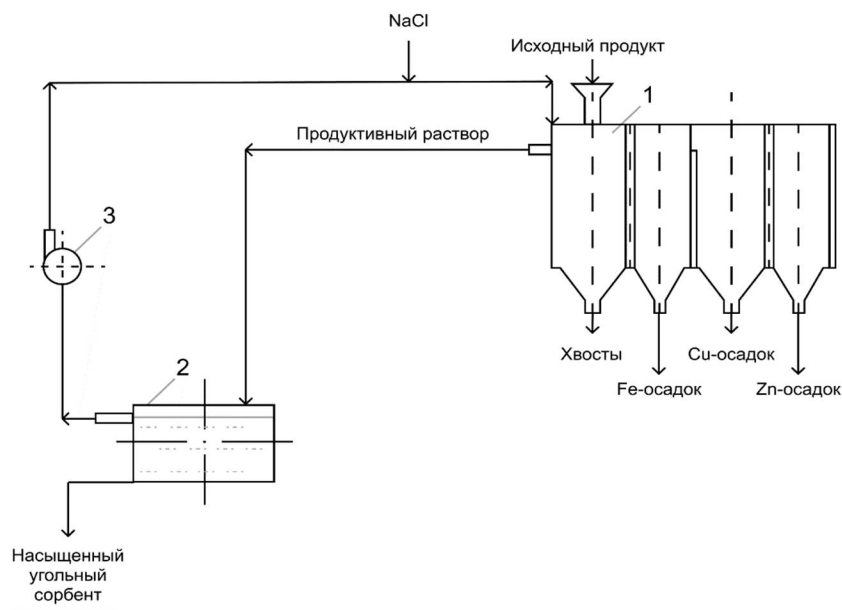 NaCl
Исходный продукт
1
Продуктивный раствор
3
Хвосты
Cu-осадок
Fe-осадок
Zn-осадок
2
Насыщенный
угольный
сорбент